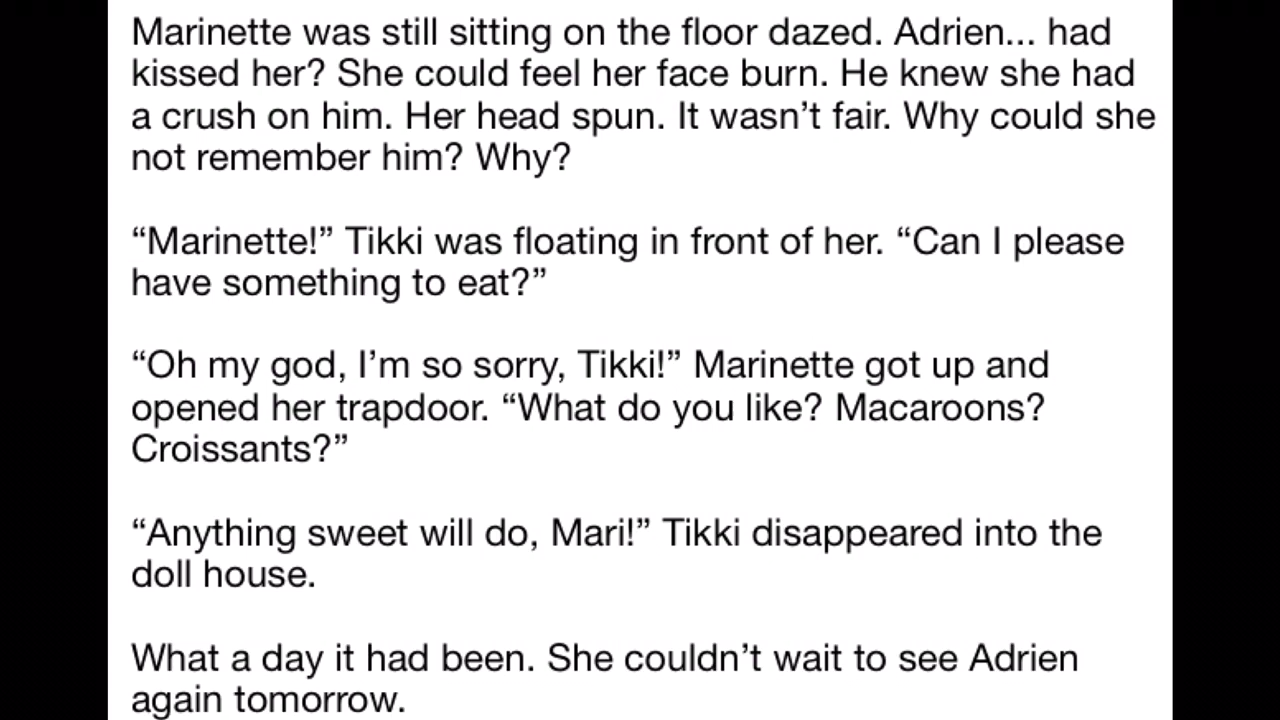 Marinette was still sitting on the floor dazed. Adrien... had
kissed her? She could feel her face burn. He knew she had
a crush on him. Her head spun. It wasn’t fair. Why could she
not remember him? Why?
“Marinette!” Tikki was floating in front of her. “Can I please
have something to eat?”
“Oh my god, I’m so sorry, Tikki!” Marinette got up and
opened her trapdoor. “What do you like? Macaroons?
Croissants?”
“Anything sweet will do, Mari!” Tikki disappeared into the
doll house.
What a day it had been. She couldn’t wait to see Adrien
again tomorrow.